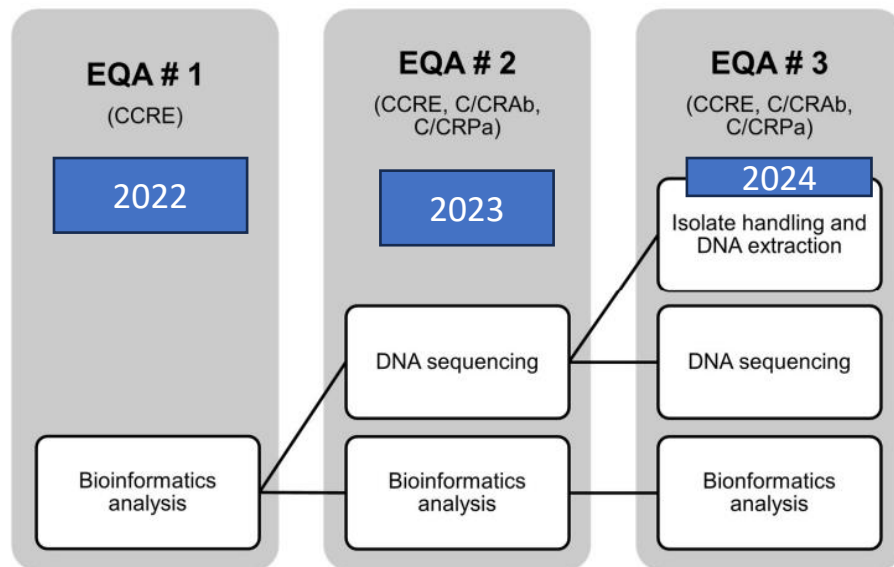 EQA # 1
(CCRE)
2022
Bioinformatics
analysis
EQA # 2
(CCRE, C/CRAb,
C/CRPa)
2023
DNA sequencing
Bioinformatics
analysis
EQA # 3
(CCRE, C/CRAb,
C/CRPa)
2024
Isolate handling and
DNA extraction
DNA sequencing
Bionformatics
analysis